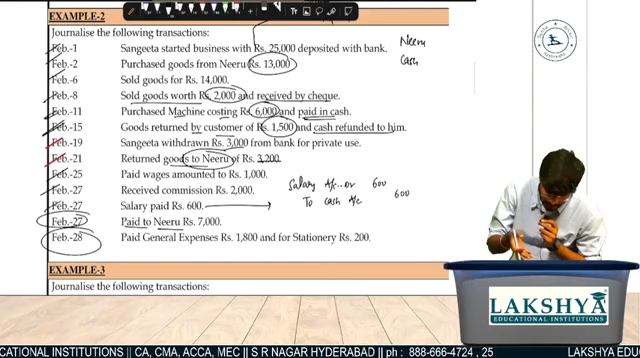 EXAMPLE-2
Journalise the following transactions:
Feb.-1 Sangeeta started business with Rs. 25,000 deposited with bank.
Neeru
Feb.-2 Purchased goods from Neeru Rs. 13,000
cash
Feb.-6 Sold goods for Rs. 14,000.
Feb.-8 Sold goods worth Rs. 2,000 and received by cheque.
Feb.-11 Purchased Machine costing Rs. 6,000 and paid in cash.
Feb.-15 Goods returned by customer of Rs. 1,500 and cash refunded to him.
Feb.-19 Sangeeta withdrawn Rs. 3,000 from bank for private use.
Feb.-21 Returned goods to Neeru of Rs. 3,200
Feb.-25 Paid wages amounted to Rs. 1,000.
Feb.-27 Received commission Rs. 2,000.
Salary A/c.. Dr 600
Feb.-27 Salary paid Rs. 600.
To cash A/c 600
Feb.-27 Paid to Neeru Rs. 7,000.
Feb.-28 Paid General Expenses Rs. 1,800 and for Stationery Rs. 200.
EXAMPLE-3
Journalise the following transactions:
LAKSHYA
EDUCATIONAL INSTITUTIONS
CATIONAL INSTITUTIONS || CA, CMA, ACCA, MEC || S R NAGAR HYDERABAD || ph : 888-666-4724 , 25 LAKSHYA EDU